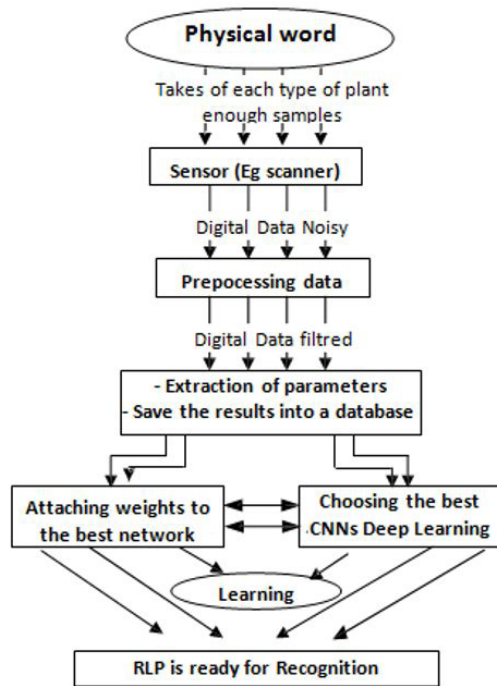 Physical word
Takes of each type of plant
enough samples
Sensor (Eg scanner)
Digital Data Noisy
Prepocessing data
Digital Data filtred
- Extraction of parameters
- Save the results into a database
Attaching weights to
the best network
Choosing the best
.CNNs Deep Learning
Learning
RLP is ready for Recognition